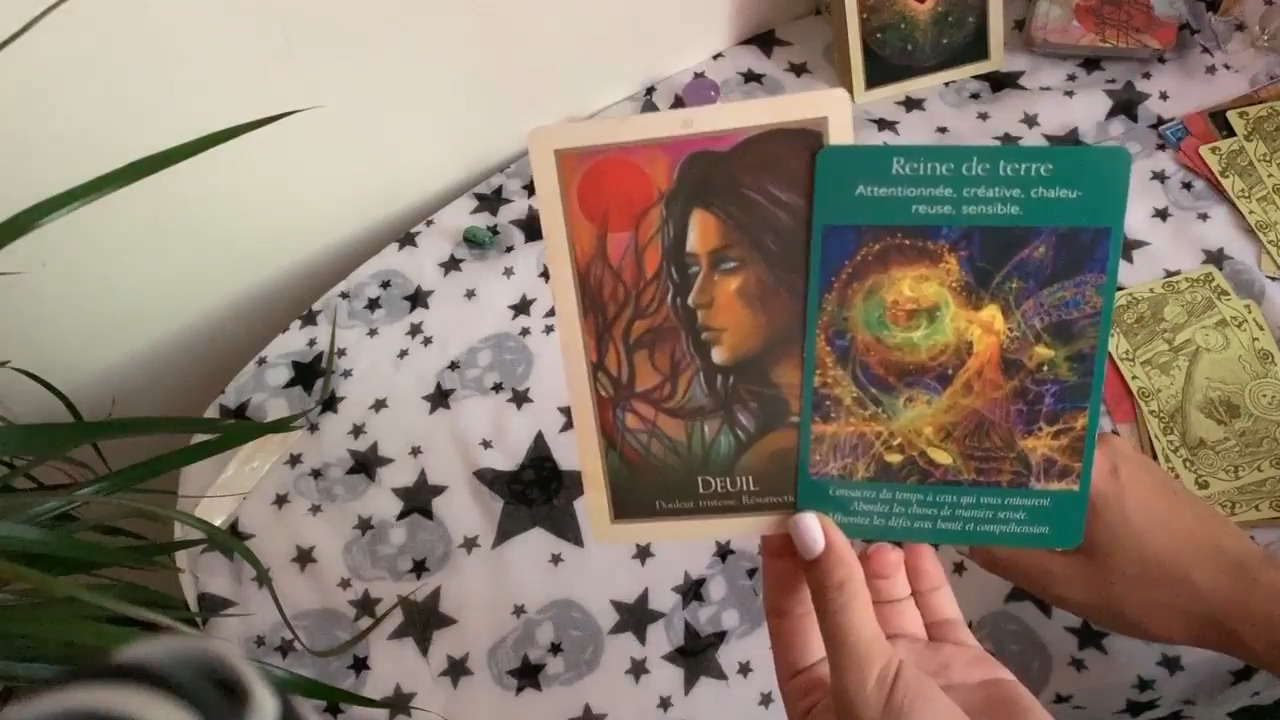 DEUIL
Douleur, tristesse. Résurrectio
Reine de terre
Attentionnée, créative, chaleu-
reuse, sensible.
Consacrez du temps à ceux qui vous entourent.
Abordez les choses de manière sensée.
Affrontez les défis avec bonté et compréhension.